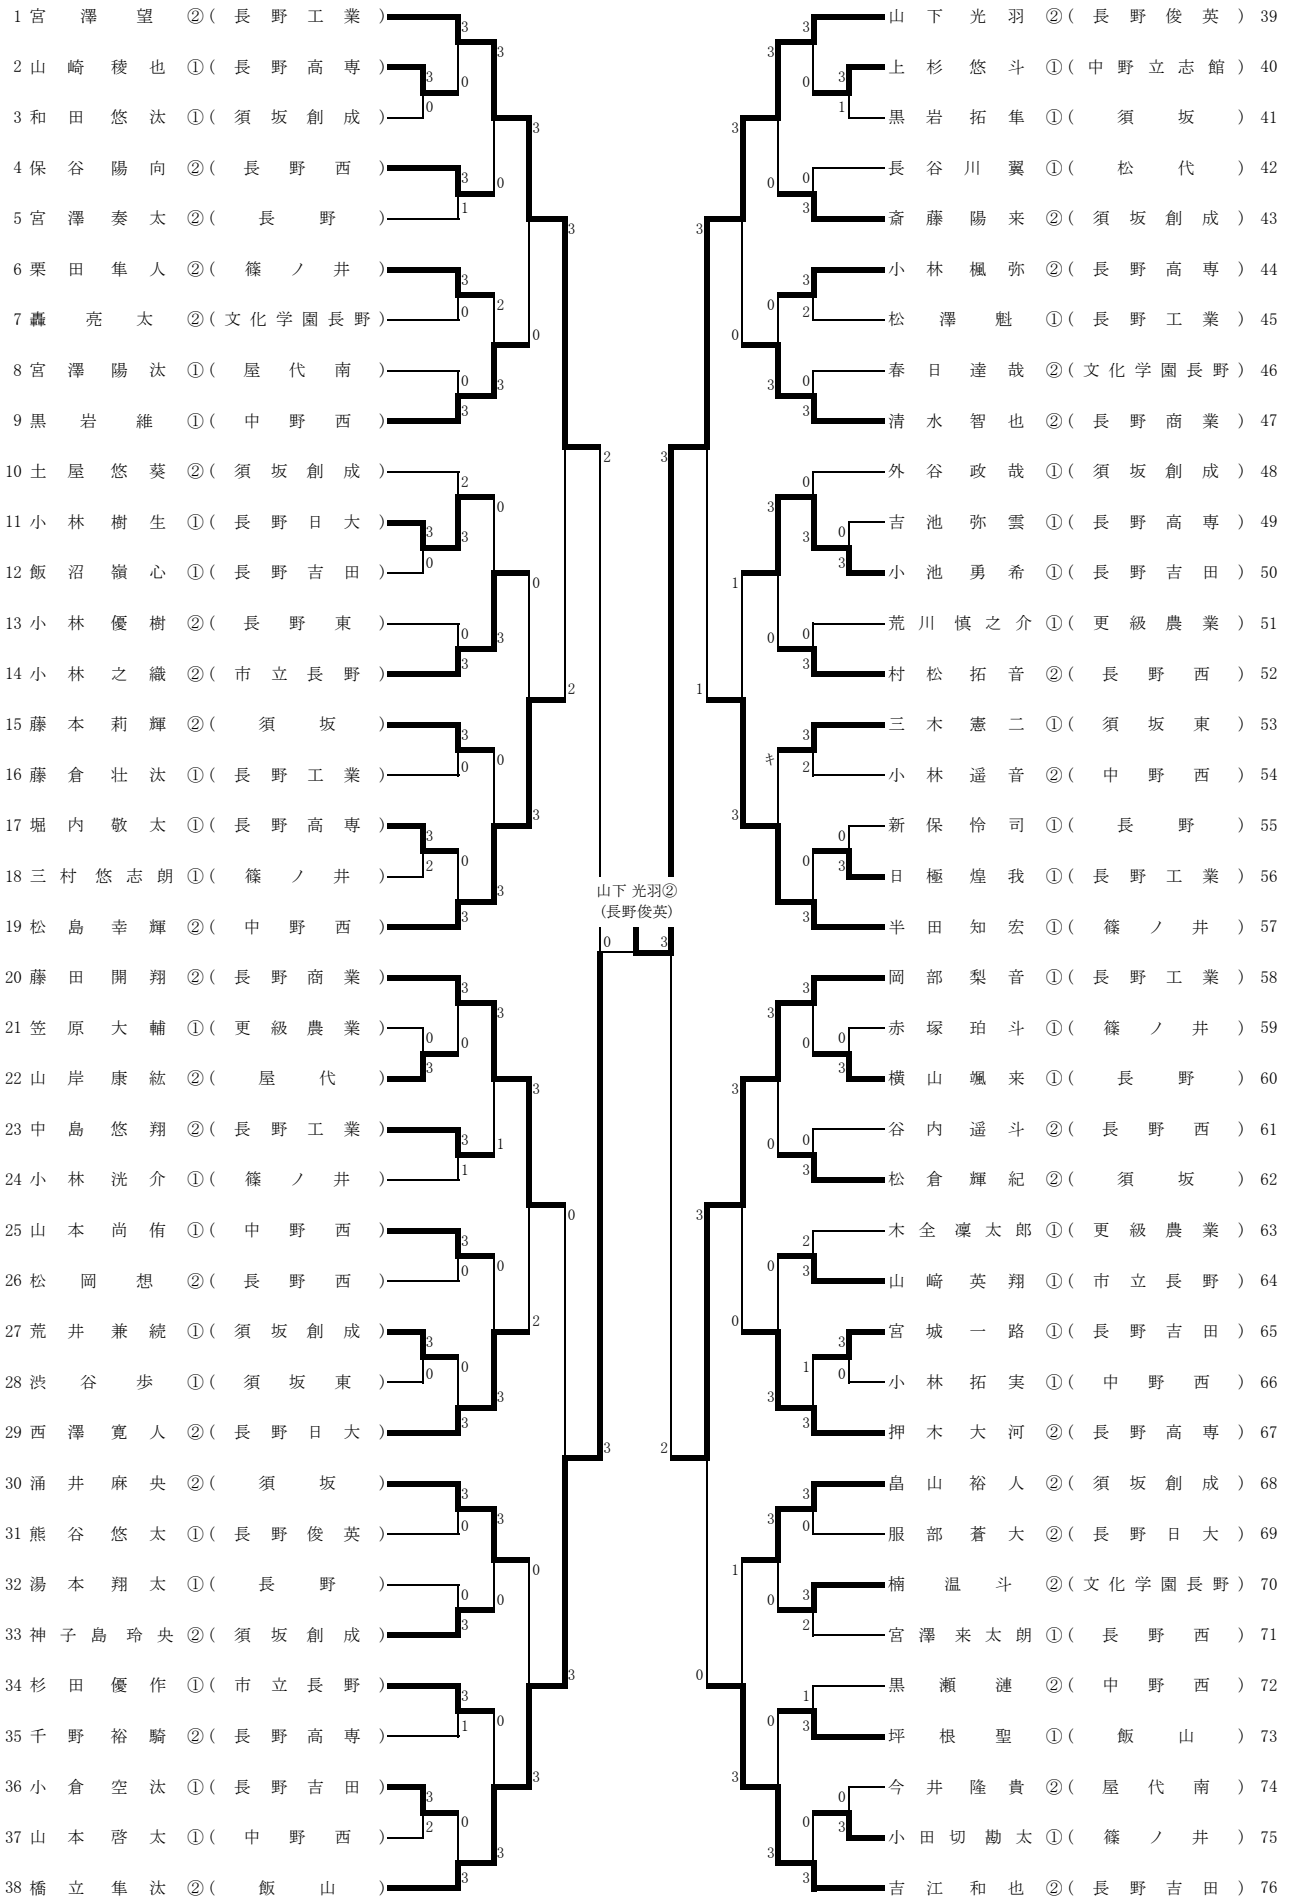 1 宮澤望 ② (長野工業)
2 山崎稜也 ① (長野高専)
3 和田悠汰 ① (須坂創成)
4 保谷陽向 ② (長野西)
5 宮澤奏太 ② (長野)
6 栗田隼人 ② (篠ノ井)
7 轟亮太 ② (文化学園長野)
8 宮澤陽汰 ① (屋代南)
9 黒岩維 ① (中野西)
10 土屋悠葵 ② (須坂創成)
11 小林樹生 ① (長野日大)
12 飯沼嶺心 ① (長野吉田)
13 小林優樹 ② (長野東)
14 小林之織 ② (市立長野)
15 藤本莉輝 ② (須坂)
16 藤倉壮汰 ① (長野工業)
17 堀内敬太 ① (長野高専)
18 三村悠志朗 ① (篠ノ井)
19 松島幸輝 ② (中野西)
20 藤田開翔 ② (長野商業)
21 笠原大輔 ① (更級農業)
22 山岸康紘 ② (屋代)
23 中島悠翔 ② (長野工業)
24 小林洸介 ① (篠ノ井)
25 山本尚侑 ① (中野西)
26 松岡想 ② (長野西)
27 荒井兼続 ① (須坂創成)
28 渋谷歩 ① (須坂東)
29 西澤寛人 ② (長野日大)
30 涌井麻央 ② (須坂)
31 熊谷悠太 ① (長野俊英)
32 湯本翔太 ① (長野)
33 神子島玲央 ② (須坂創成)
34 杉田優作 ① (市立長野)
35 千野裕騎 ② (長野高専)
36 小倉空汰 ① (長野吉田)
37 山本啓太 ① (中野西)
38 橋立隼汰 ② (飯山)
山下 光羽②
(長野俊英)
山下光羽 ② (長野俊英) 39
上杉悠斗 ① (中野立志館) 40
黒岩拓隼 ① (須坂) 41
長谷川翼 ① (松代) 42
斎藤陽来 ② (須坂創成) 43
小林楓弥 ② (長野高専) 44
松澤魁 ① (長野工業) 45
春日達哉 ② (文化学園長野) 46
清水智也 ② (長野商業) 47
外谷政哉 ① (須坂創成) 48
吉池弥雲 ① (長野高専) 49
小池勇希 ① (長野吉田) 50
荒川慎之介 ① (更級農業) 51
村松拓音 ② (長野西) 52
三木憲二 ① (須坂東) 53
小林遥音 ② (中野西) 54
新保怜司 ① (長野) 55
日極煌我 ① (長野工業) 56
半田知宏 ① (篠ノ井) 57
岡部梨音 ① (長野工業) 58
赤塚珀斗 ① (篠ノ井) 59
横山颯来 ① (長野) 60
谷内遥斗 ② (長野西) 61
松倉輝紀 ② (須坂) 62
木全凜太郎 ① (更級農業) 63
山﨑英翔 ① (市立長野) 64
宮城一路 ① (長野吉田) 65
小林拓実 ① (中野西) 66
押木大河 ② (長野高専) 67
畠山裕人 ② (須坂創成) 68
服部蒼大 ② (長野日大) 69
楠温斗 ② (文化学園長野) 70
宮澤来太朗 ① (長野西) 71
黒瀬漣 ② (中野西) 72
坪根聖 ① (飯山) 73
今井隆貴 ② (屋代南) 74
小田切勘太 ① (篠ノ井) 75
吉江和也 ② (長野吉田) 76
キ